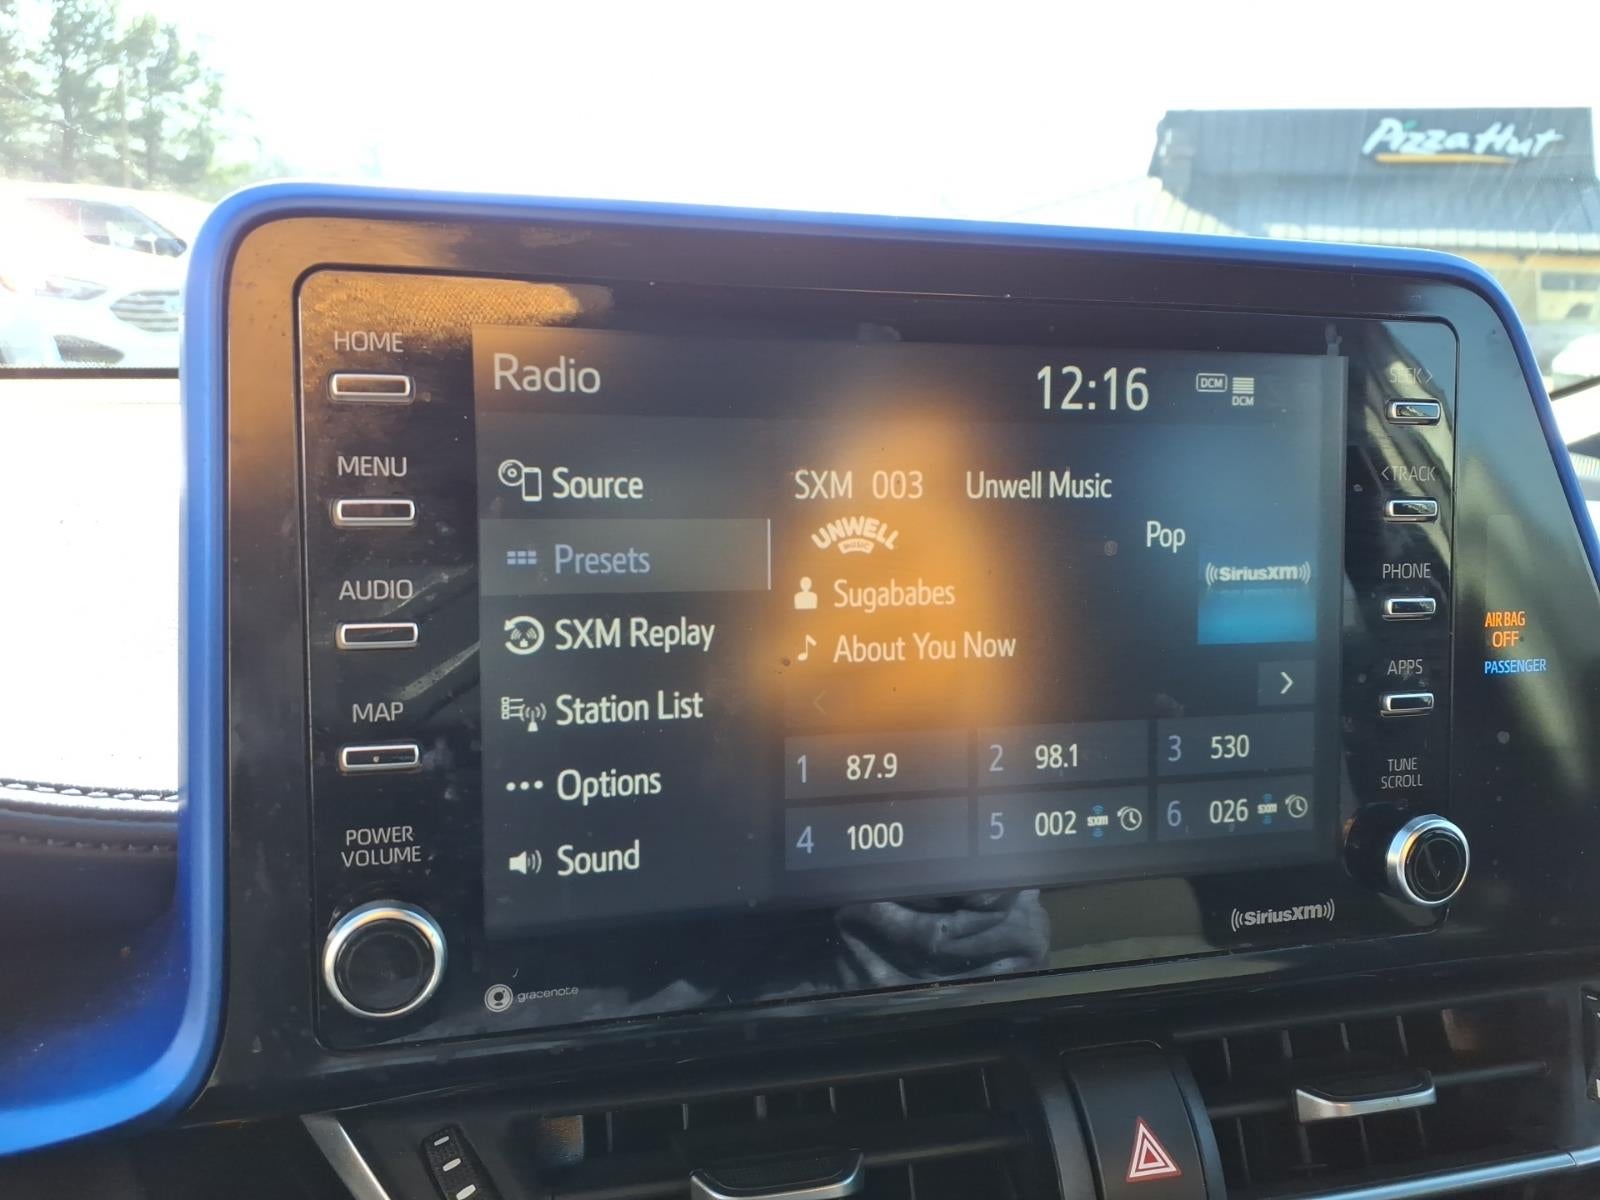 Pizza Hut
HOME
MENU
AUDIO
MAP
POWER
VOLUME
Radio
12:16
DCM
DCM
Source
Presets
SXM Replay
Station List
Options
Sound
SXM 003 Unwell Music
UNWELL
MUSIC
Pop
Sugababes
About You Now
SiriusXM
1 87.9
2 98.1
3 530
4 1000
5 002 SXM
6 026 SXM
SiriusXM
gracenote
SEEK>
<TRACK
PHONE
APPS
TUNE
SCROLL
AIR BAG
OFF
PASSENGER